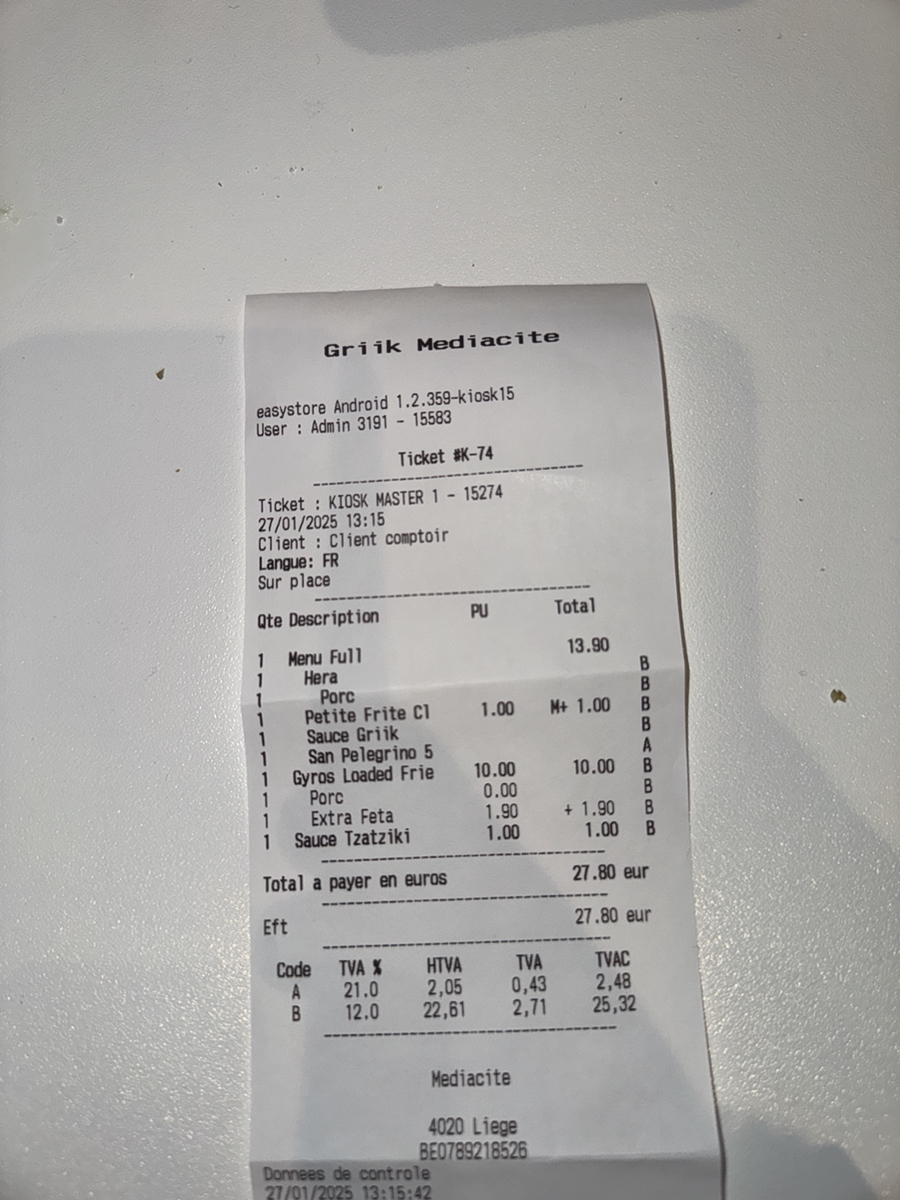 Griik Mediacite
easystore Android 1.2.359-kiosk15
User : Admin 3191 - 15583
Ticket #K-74
Ticket : KIOSK MASTER 1 - 15274
27/01/2025 13:15
Client : Client comptoir
Langue: FR
Sur place
Qte Description PU Total
1 Menu Full 13.90
1 Hera B
1 Porc B
1 Petite Frite Cl 1.00 M+ 1.00 B
1 Sauce Griik B
1 San Pelegrino 5 A
1 Gyros Loaded Frie 10.00 10.00 B
1 Porc 0.00 B
1 Extra Feta 1.90 + 1.90 B
1 Sauce Tzatziki 1.00 1.00 B
Total a payer en euros 27.80 eur
Eft 27.80 eur
Code TVA % HTVA TVA TVAC
A 21.0 2,05 0,43 2,48
B 12.0 22,61 2,71 25,32
Mediacite
4020 Liege
BE0789218526
Donnees de controle
27/01/2025 13:15:42